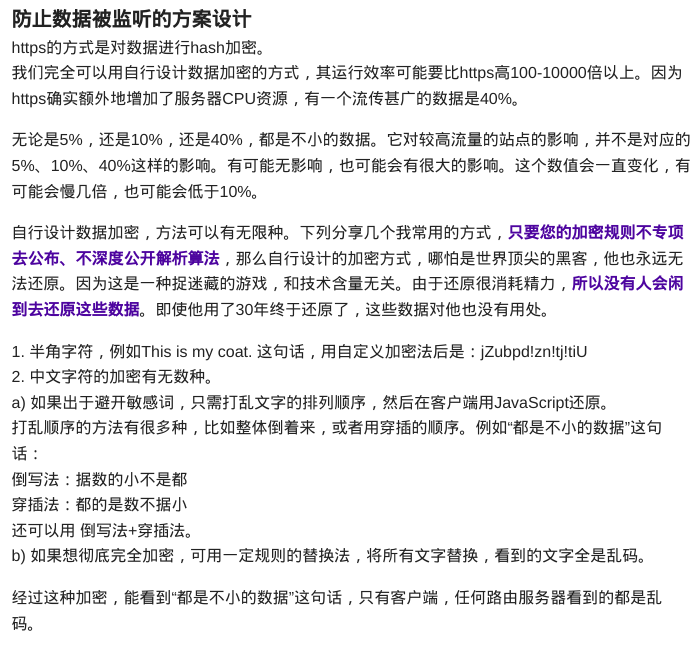 防止数据被监听的方案设计
https的方式是对数据进行hash加密。
我们完全可以用自行设计数据加密的方式，其运行效率可能要比https高100-10000倍以上。因为
https确实额外地增加了服务器CPU资源，有一个流传甚广的数据是40%。
无论是5%，还是10%，还是40%，都是不小的数据。它对较高流量的站点的影响，并不是对应的
5%、10%、40%这样的影响。有可能无影响，也可能会有很大的影响。这个数值会一直变化，有
可能会慢几倍，也可能会低于10%。
自行设计数据加密，方法可以有无限种。下列分享几个我常用的方式，只要您的加密规则不专项
去公布、不深度公开解析算法，那么自行设计的加密方式，哪怕是世界顶尖的黑客，他也永远无
法还原。因为这是一种捉迷藏的游戏，和技术含量无关。由于还原很消耗精力，所以没有人会闲
到去还原这些数据。即使他用了30年终于还原了，这些数据对他也没有用处。
1. 半角字符，例如This is my coat. 这句话，用自定义加密法后是：jZubpd!zn!tj!tiU
2. 中文字符的加密有无数种。
a) 如果出于避开敏感词，只需打乱文字的排列顺序，然后在客户端用JavaScript还原。
打乱顺序的方法有很多种，比如整体倒着来，或者用穿插的顺序。例如“都是不小的数据”这句
话：
倒写法：据数的小不是都
穿插法：都的是数不据小
还可以用 倒写法+穿插法。
b) 如果想彻底完全加密，可用一定规则的替换法，将所有文字替换，看到的文字全是乱码。
经过这种加密，能看到“都是不小的数据”这句话，只有客户端，任何路由服务器看到的都是乱
码。